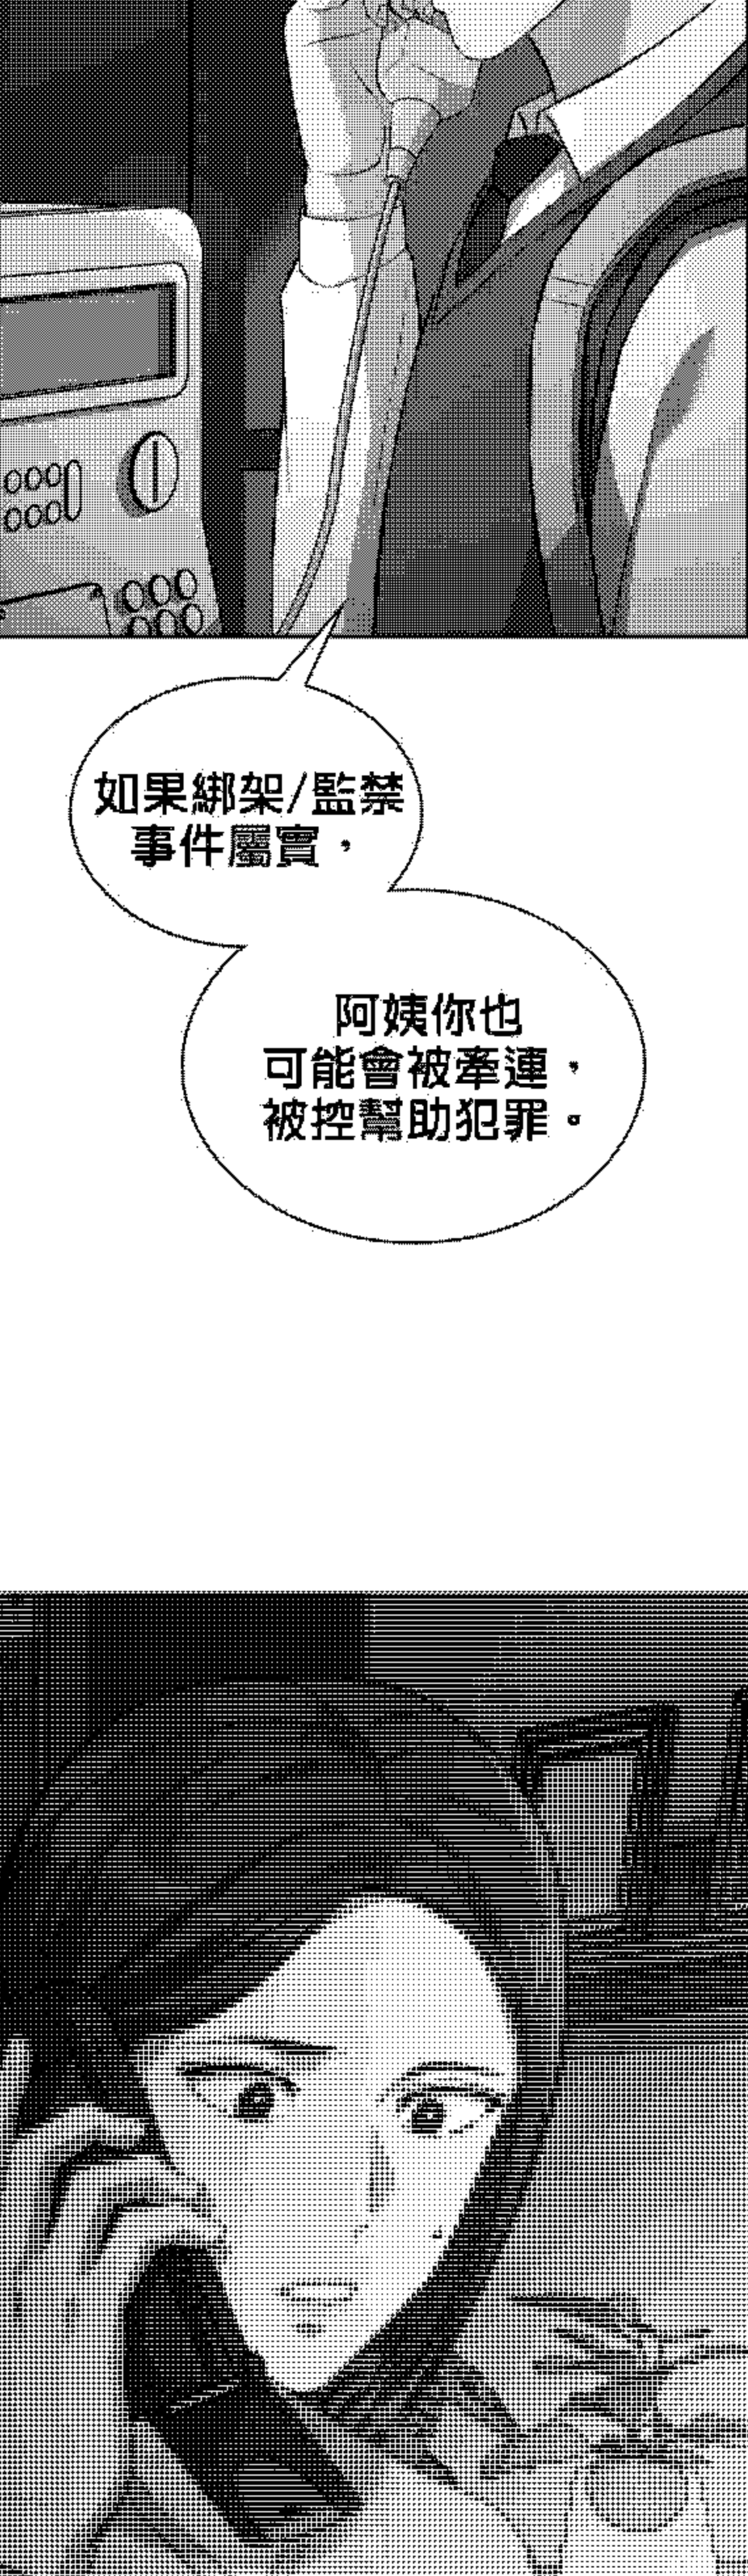 如果綁架/監禁
事件屬實，
阿姨你也
可能會被牽連，
被控幫助犯罪。